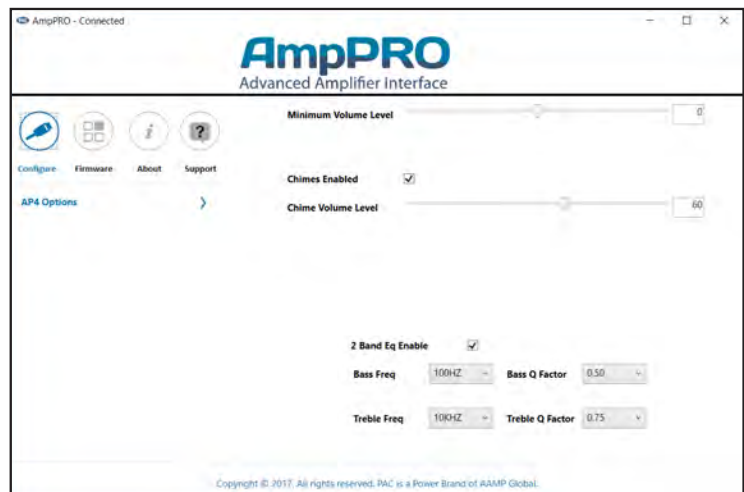 AmpPRO - Connected
AmpPRO
Advanced Amplifier Interface
Configure Firmware About Support
AP4 Options
Minimum Volume Level 0
Chimes Enabled
Chime Volume Level 60
2 Band Eq Enable
Bass Freq 100HZ Bass Q Factor 0.50
Treble Freq 10KHZ Treble Q Factor 0.75
Copyright © 2017. All rights reserved. PAC is a Power Brand of AAMP Global.